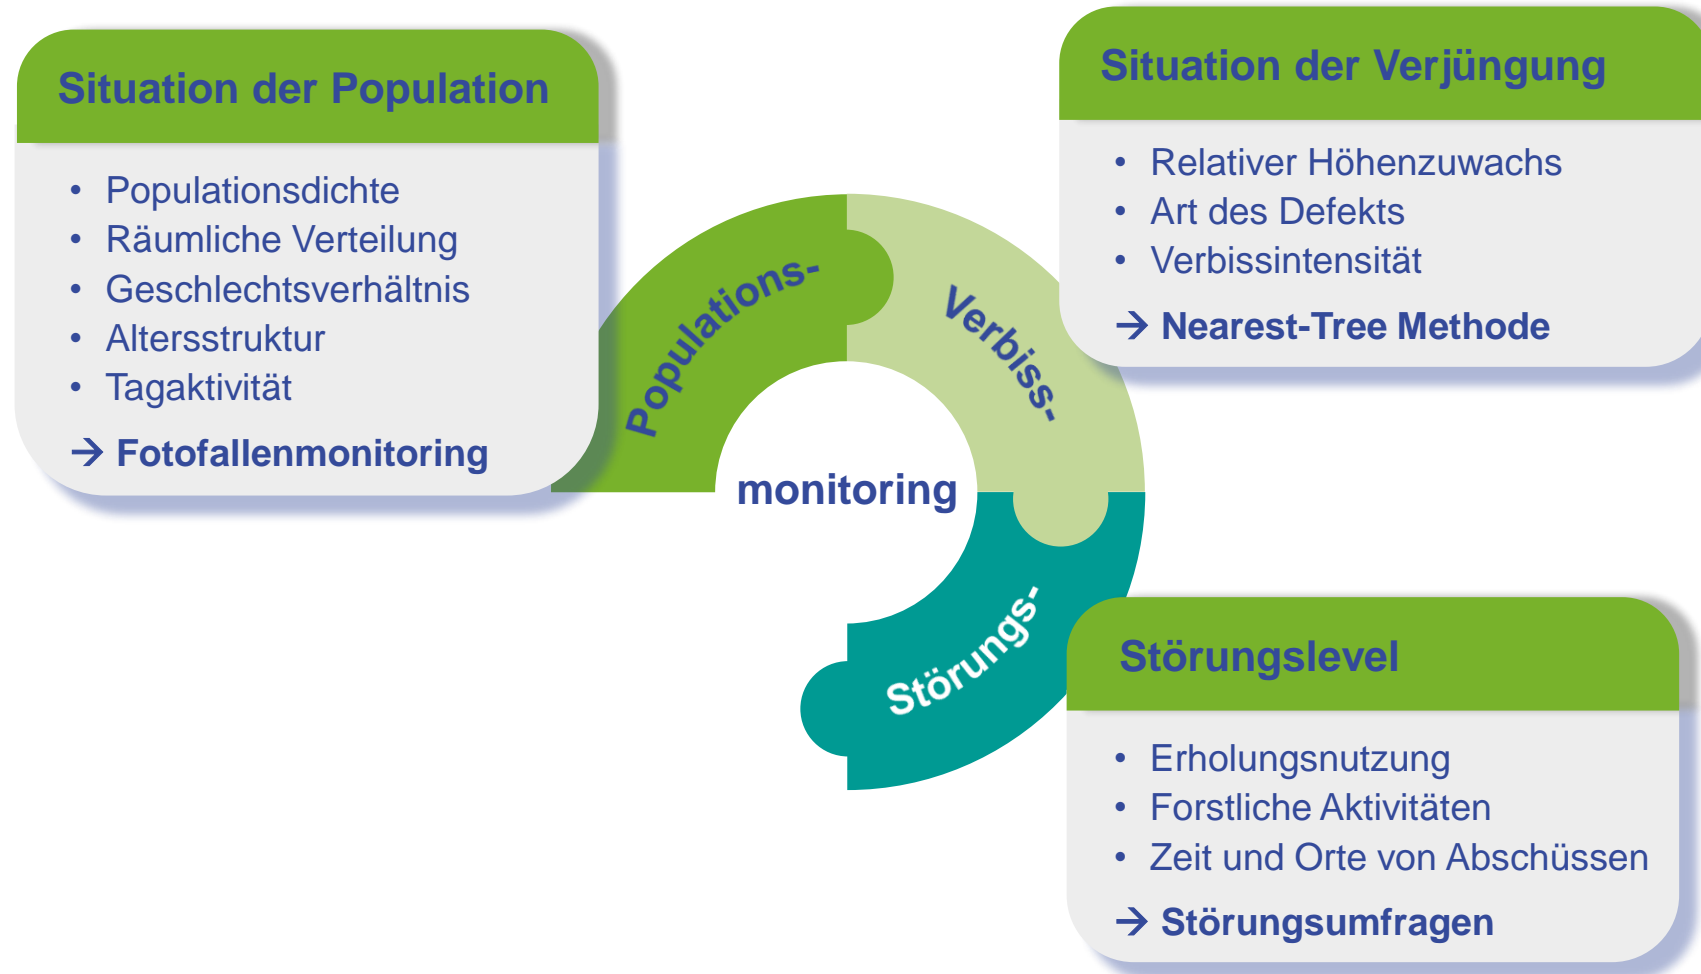 Situation der Population
• Populationsdichte
• Räumliche Verteilung
• Geschlechtsverhältnis
• Altersstruktur
• Tagaktivität
→ Fotofallenmonitoring
Situation der Verjüngung
• Relativer Höhenzuwachs
• Art des Defekts
• Verbissintensität
→ Nearest-Tree Methode
Populations-
Verbiss-
monitoring
Störungs-
Störungslevel
• Erholungsnutzung
• Forstliche Aktivitäten
• Zeit und Orte von Abschüssen
→ Störungsumfragen